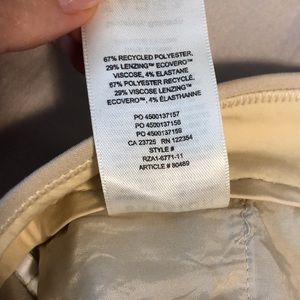 67% RECYCLED POLYESTER,
29% LENZING™ ECOVERO™
VISCOSE, 4% ELASTANE
67% POLYESTER RECYCLÉ,
29% VISCOSE LENZING™
ECOVERO™, 4% ÉLASTHANNE
PO 4500137157
PO 4500137158
PO 4500137159
CA 23725 RN 122354
STYLE #
RZA1-6771-11
ARTICLE # 80489